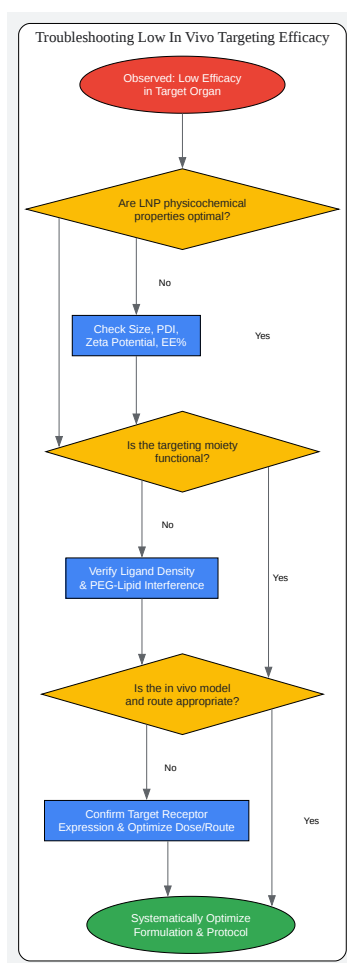 Troubleshooting Low In Vivo Targeting Efficacy
Observed: Low Efficacy
in Target Organ
Are LNP physicochemical
properties optimal?
No
Check Size, PDI,
Zeta Potential, EE%
Yes
Is the targeting moiety
functional?
No
Verify Ligand Density
& PEG-Lipid Interference
Yes
Is the in vivo model
and route appropriate?
No
Confirm Target Receptor
Expression & Optimize Dose/Route
Yes
Systematically Optimize
Formulation & Protocol